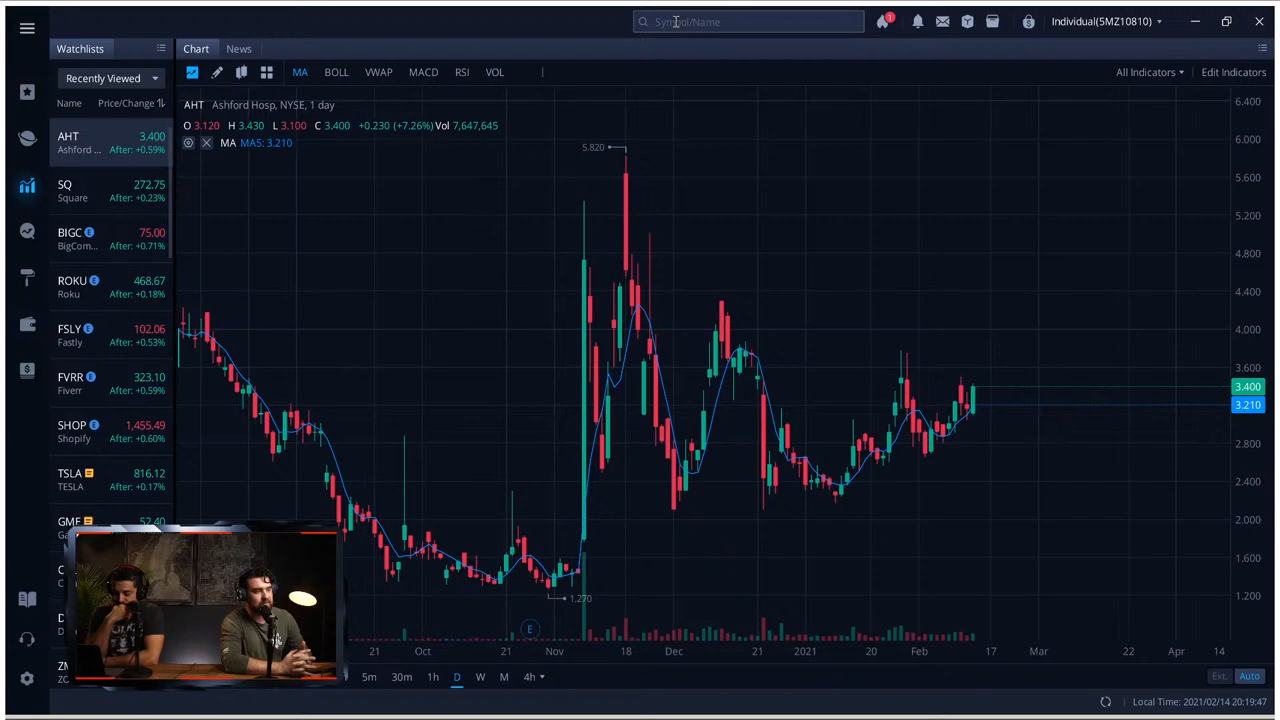 Symbol/Name
1
Individual(5MZ10810)
Watchlists
Chart
News
Recently Viewed
MA
BOLL
VWAP
MACD
RSI
VOL
All Indicators
Edit Indicators
Name
Price/Change
AHT
Ashford Hosp, NYSE, 1 day
O 3.120 H 3.430 L 3.100 C 3.400 +0.230 (+7.26%) Vol 7,647,645
MA MA5: 3.210
AHT 3.400
Ashford ... After: +0.59%
SQ 272.75
Square After: +0.23%
BIGC E 75.00
BigCom... After: +0.71%
ROKU E 468.67
Roku After: +0.18%
FSLY E 102.06
Fastly After: +0.53%
FVRR E 323.10
Fiverr After: +0.59%
SHOP E 1,455.49
Shopify After: +0.60%
TSLA 816.12
TESLA After: +0.17%
GME 52.40
5.820
1.270
E
6.400
6.000
5.600
5.200
4.800
4.400
4.000
3.600
3.400
3.210
2.800
2.400
2.000
1.600
1.200
21 Oct 21 Nov 18 Dec 21 2021 20 Feb 17 Mar 22 Apr 14
5m 30m 1h D W M 4h
Ext. Auto
Local Time: 2021/02/14 20:19:47